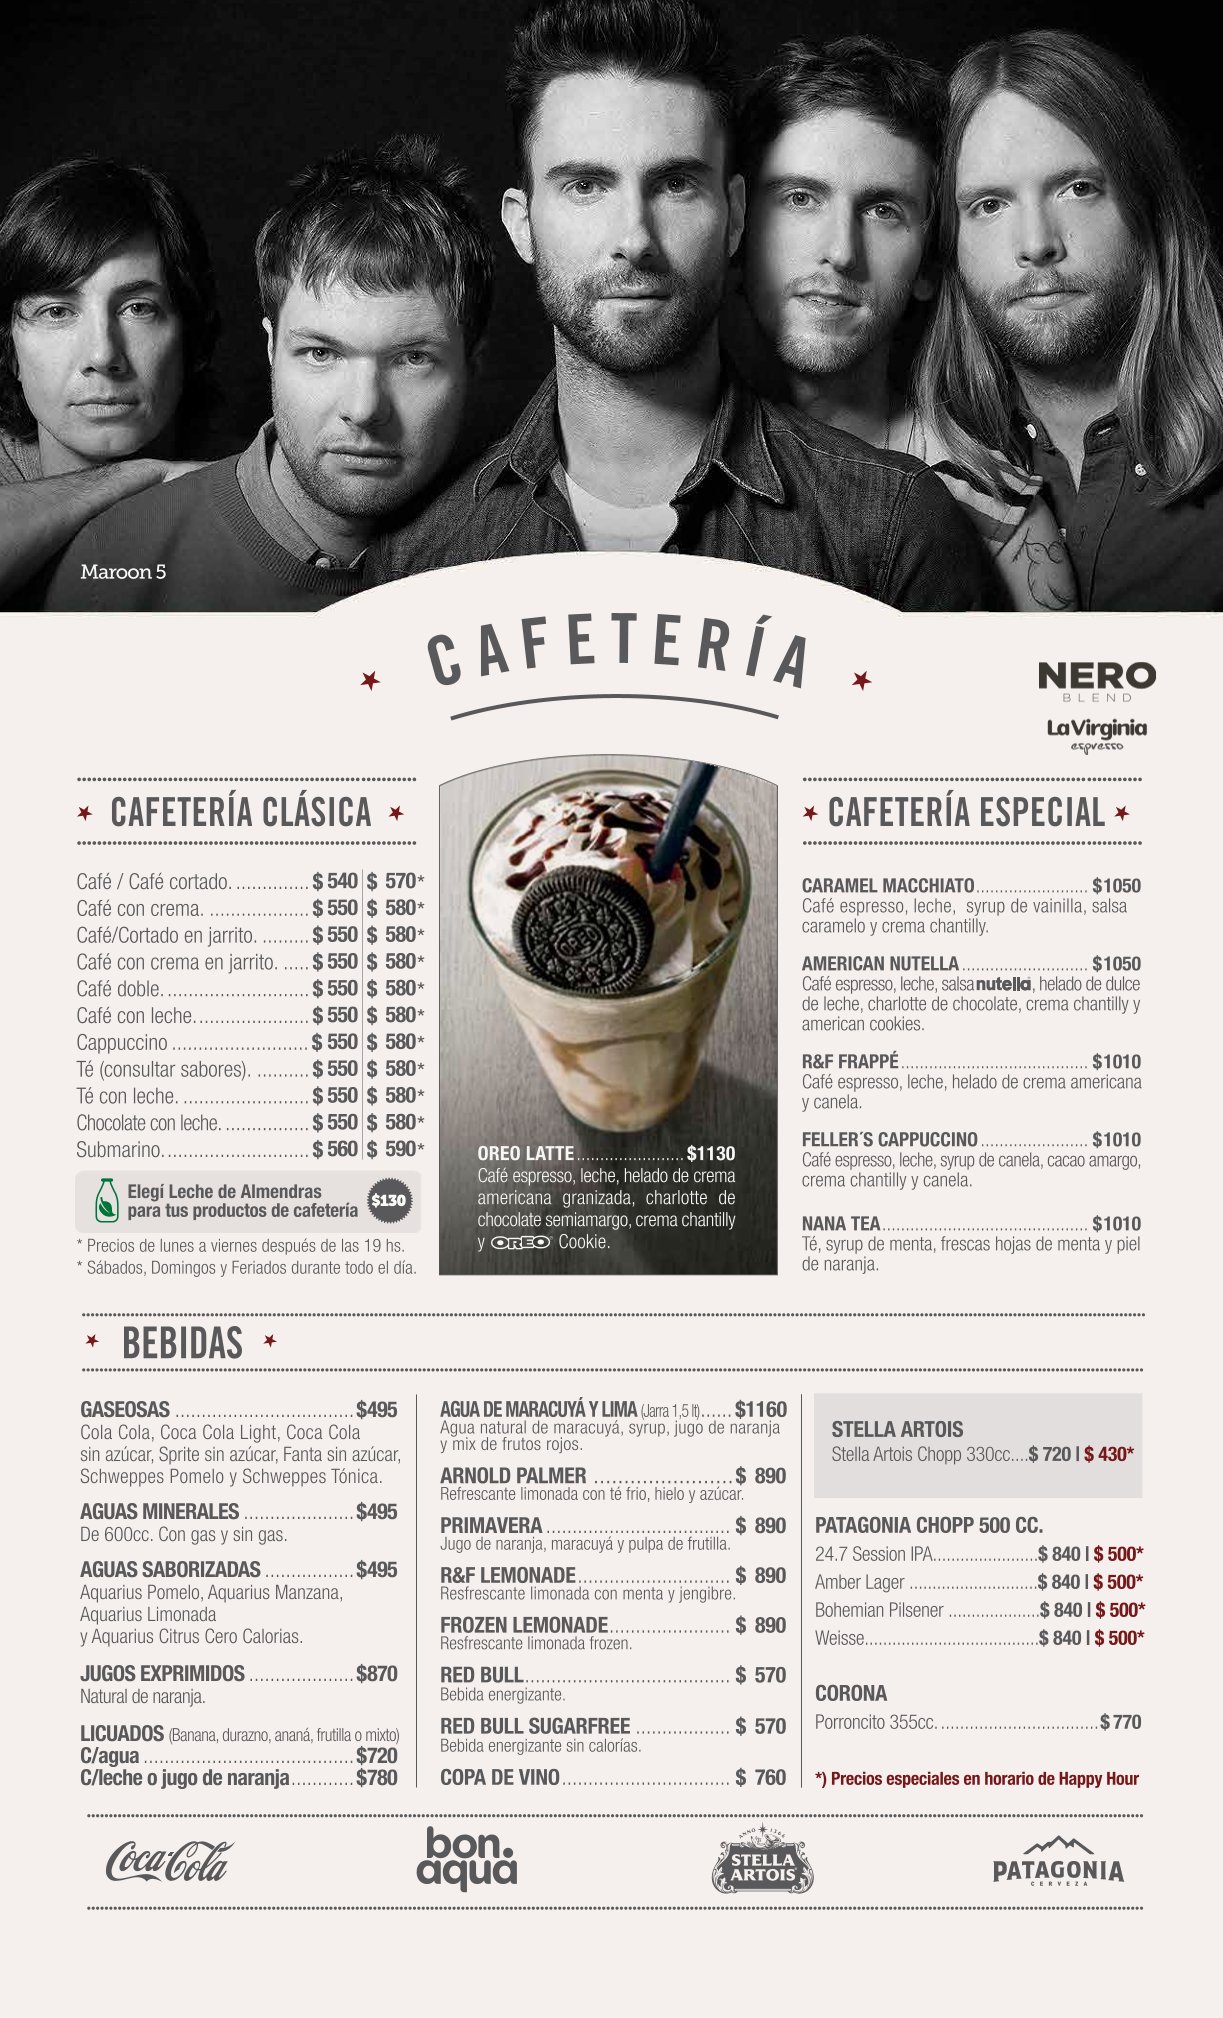 Maroon 5
CAFETERÍA
NERO
BLEND
LaVirginia
espresso
CAFETERÍA CLÁSICA
Café / Café cortado. .............. $ 540 | $ 570*
Café con crema. ................... $ 550 | $ 580*
Café/Cortado en jarrito. ......... $ 550 | $ 580*
Café con crema en jarrito. ..... $ 550 | $ 580*
Café doble. ........................... $ 550 | $ 580*
Café con leche. ..................... $ 550 | $ 580*
Cappuccino .......................... $ 550 | $ 580*
Té (consultar sabores). .......... $ 550 | $ 580*
Té con leche. ........................ $ 550 | $ 580*
Chocolate con leche. ................ $ 550 | $ 580*
Submarino. ........................... $ 560 | $ 590*
Elegí Leche de Almendras
para tus productos de cafetería $130
* Precios de lunes a viernes después de las 19 hs.
* Sábados, Domingos y Feriados durante todo el día.
OREO LATTE ....................... $1130
Café espresso, leche, helado de crema
americana granizada, charlotte de
chocolate semiamargo, crema chantilly
y OREO Cookie.
CAFETERÍA ESPECIAL
CARAMEL MACCHIATO ........................ $1050
Café espresso, leche, syrup de vainilla, salsa
caramelo y crema chantilly.
AMERICAN NUTELLA ........................... $1050
Café espresso, leche, salsa nutella, helado de dulce
de leche, charlotte de chocolate, crema chantilly y
american cookies.
R&F FRAPPÉ ........................................ $1010
Café espresso, leche, helado de crema americana
y canela.
FELLER´S CAPPUCCINO ....................... $1010
Café espresso, leche, syrup de canela, cacao amargo,
crema chantilly y canela.
NANA TEA ............................................ $1010
Té, syrup de menta, frescas hojas de menta y piel
de naranja.
BEBIDAS
GASEOSAS .................................. $495
Cola Cola, Coca Cola Light, Coca Cola
sin azúcar, Sprite sin azúcar, Fanta sin azúcar,
Schweppes Pomelo y Schweppes Tónica.
AGUAS MINERALES ..................... $495
De 600cc. Con gas y sin gas.
AGUAS SABORIZADAS ................. $495
Aquarius Pomelo, Aquarius Manzana,
Aquarius Limonada
y Aquarius Citrus Cero Calorias.
JUGOS EXPRIMIDOS .................... $870
Natural de naranja.
LICUADOS (Banana, durazno, ananá, frutilla o mixto)
C/agua ........................................ $720
C/leche o jugo de naranja ............ $780
AGUA DE MARACUYÁ Y LIMA (Jarra 1,5 lt) ...... $1160
Agua natural de maracuyá, syrup, jugo de naranja
y mix de frutos rojos.
ARNOLD PALMER ....................... $ 890
Refrescante limonada con té frio, hielo y azúcar.
PRIMAVERA .................................. $ 890
Jugo de naranja, maracuyá y pulpa de frutilla.
R&F LEMONADE ............................ $ 890
Resfrescante limonada con menta y jengibre.
FROZEN LEMONADE ...................... $ 890
Resfrescante limonada frozen.
RED BULL ...................................... $ 570
Bebida energizante.
RED BULL SUGARFREE .................. $ 570
Bebida energizante sin calorías.
COPA DE VINO ............................... $ 760
STELLA ARTOIS
Stella Artois Chopp 330cc....$ 720 | $ 430*
PATAGONIA CHOPP 500 CC.
24.7 Session IPA.......................$ 840 | $ 500*
Amber Lager ............................$ 840 | $ 500*
Bohemian Pilsener ....................$ 840 | $ 500*
Weisse......................................$ 840 | $ 500*
CORONA
Porroncito 355cc. .................................. $ 770
*) Precios especiales en horario de Happy Hour
Coca-Cola
bon.
aqua
ANNO 1366
STELLA
ARTOIS
PATAGONIA
CERVEZA